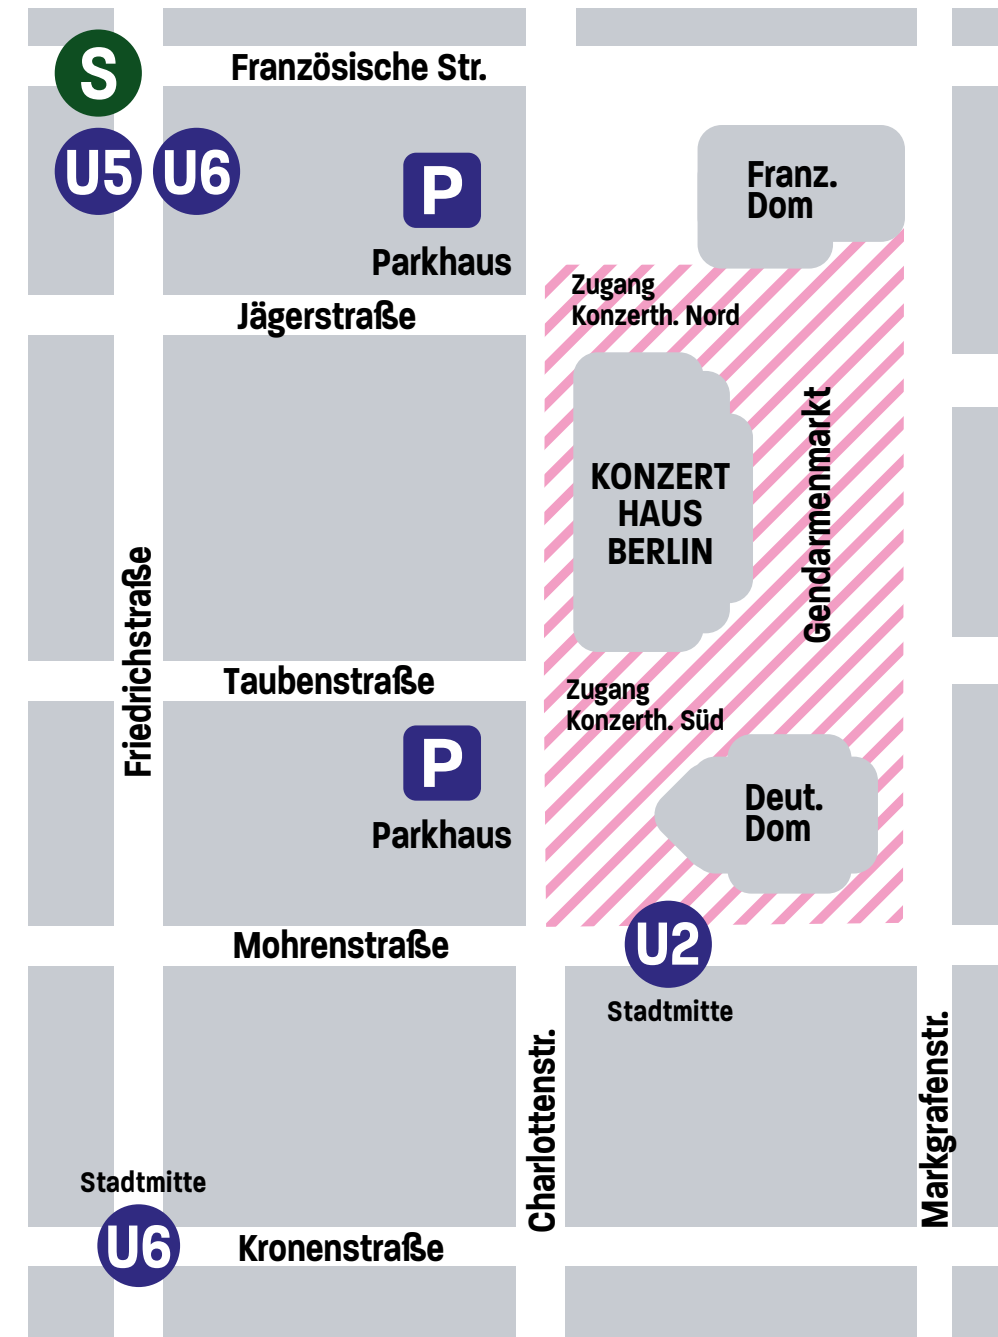 S
Französische Str.
U5
U6
P
Parkhaus
Franz.
Dom
Zugang
Konzerth. Nord
Jägerstraße
KONZERT
HAUS
BERLIN
Gendarmenmarkt
Friedrichstraße
Taubenstraße
Zugang
Konzerth. Süd
P
Parkhaus
Deut.
Dom
Mohrenstraße
U2
Stadtmitte
Charlottenstr.
Markgrafenstr.
Stadtmitte
U6
Kronenstraße